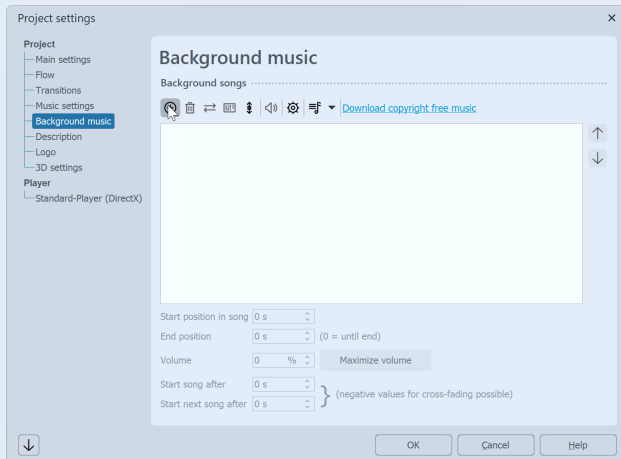 Project settings
Project
Main settings
Flow
Transitions
Music settings
Background music
Description
Logo
3D settings
Player
Standard-Player (DirectX)
Background music
Background songs
Download copyright free music
Start position in song 0 s
End position 0 s (0 = until end)
Volume 0 % Maximize volume
Start song after 0 s
(negative values for cross-fading possible)
Start next song after 0 s
OK Cancel Help